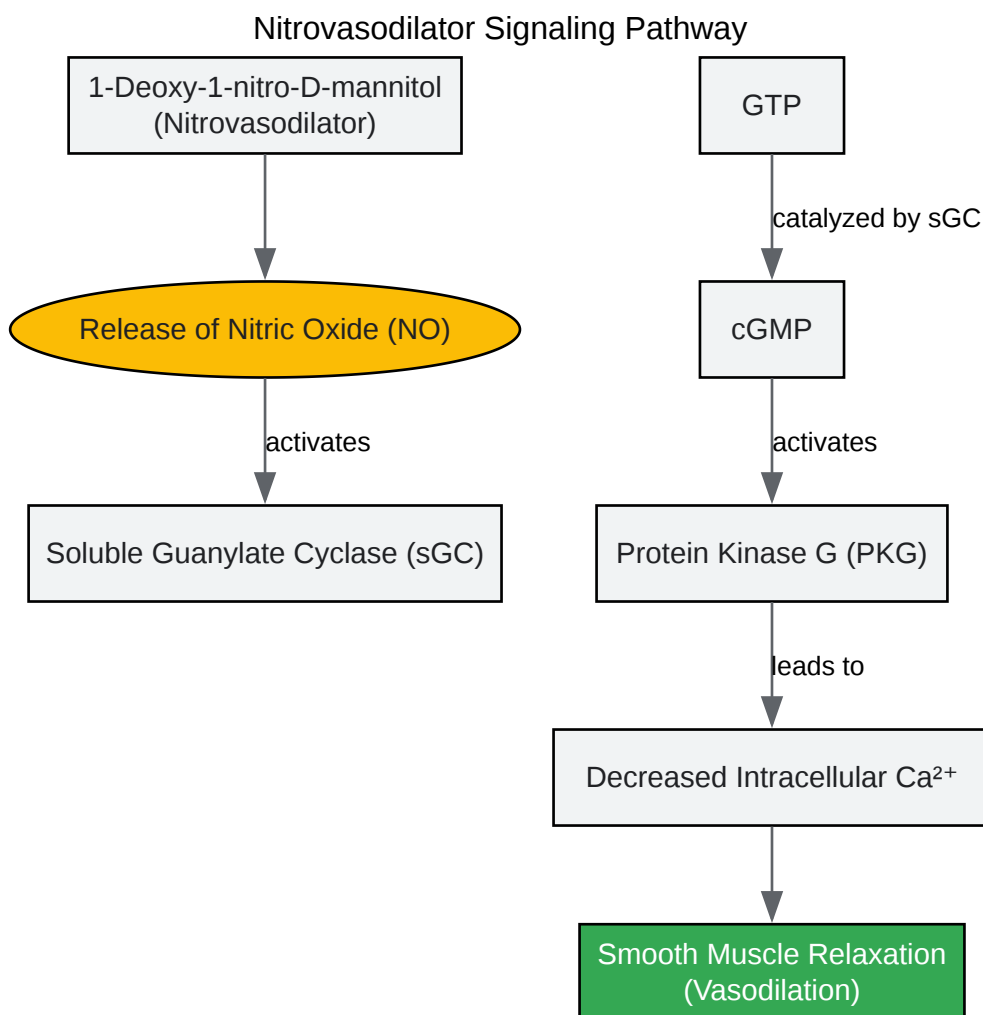 Nitrovasodilator Signaling Pathway
1-Deoxy-1-nitro-D-mannitol
(Nitrovasodilator)
Release of Nitric Oxide (NO)
activates
Soluble Guanylate Cyclase (sGC)
GTP
catalyzed by sGC
cGMP
activates
Protein Kinase G (PKG)
leads to
Decreased Intracellular Ca²⁺
Smooth Muscle Relaxation
(Vasodilation)